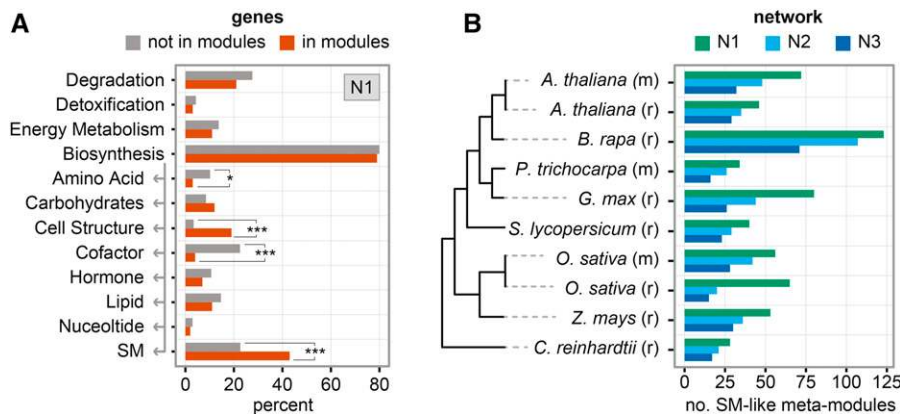 A
genes
not in modules in modules
N1
Degradation
Detoxification
Energy Metabolism
Biosynthesis
Amino Acid
*
Carbohydrates
Cell Structure
***
Cofactor
***
Hormone
Lipid
Nuceoltide
SM
***
0 20 40 60 80
percent
B
network
N1 N2 N3
A. thaliana (m)
A. thaliana (r)
B. rapa (r)
P. trichocarpa (m)
G. max (r)
S. lycopersicum (r)
O. sativa (m)
O. sativa (r)
Z. mays (r)
C. reinhardtii (r)
0 25 50 75 100 125
no. SM-like meta-modules